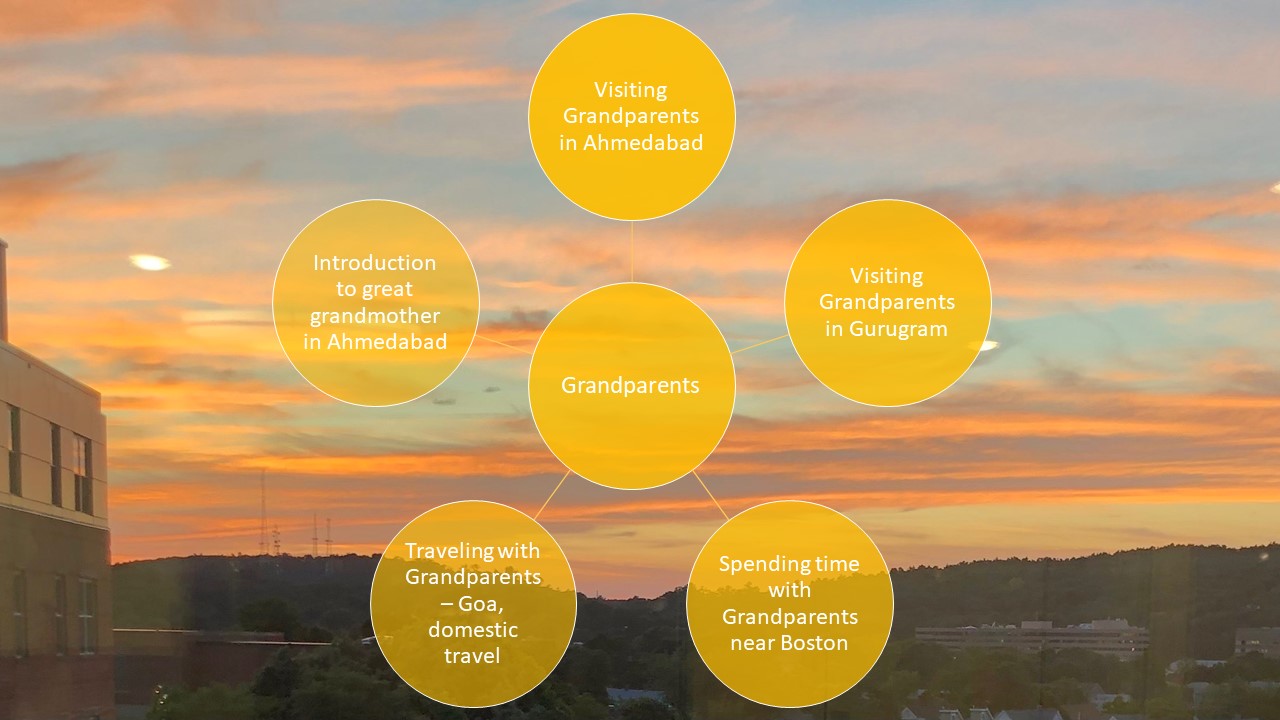 Visiting
Grandparents
in Ahmedabad
Introduction
to great
grandmother
in Ahmedabad
Visiting
Grandparents
in Gurugram
Grandparents
Traveling with
Grandparents
– Goa,
domestic
travel
Spending time
with
Grandparents
near Boston